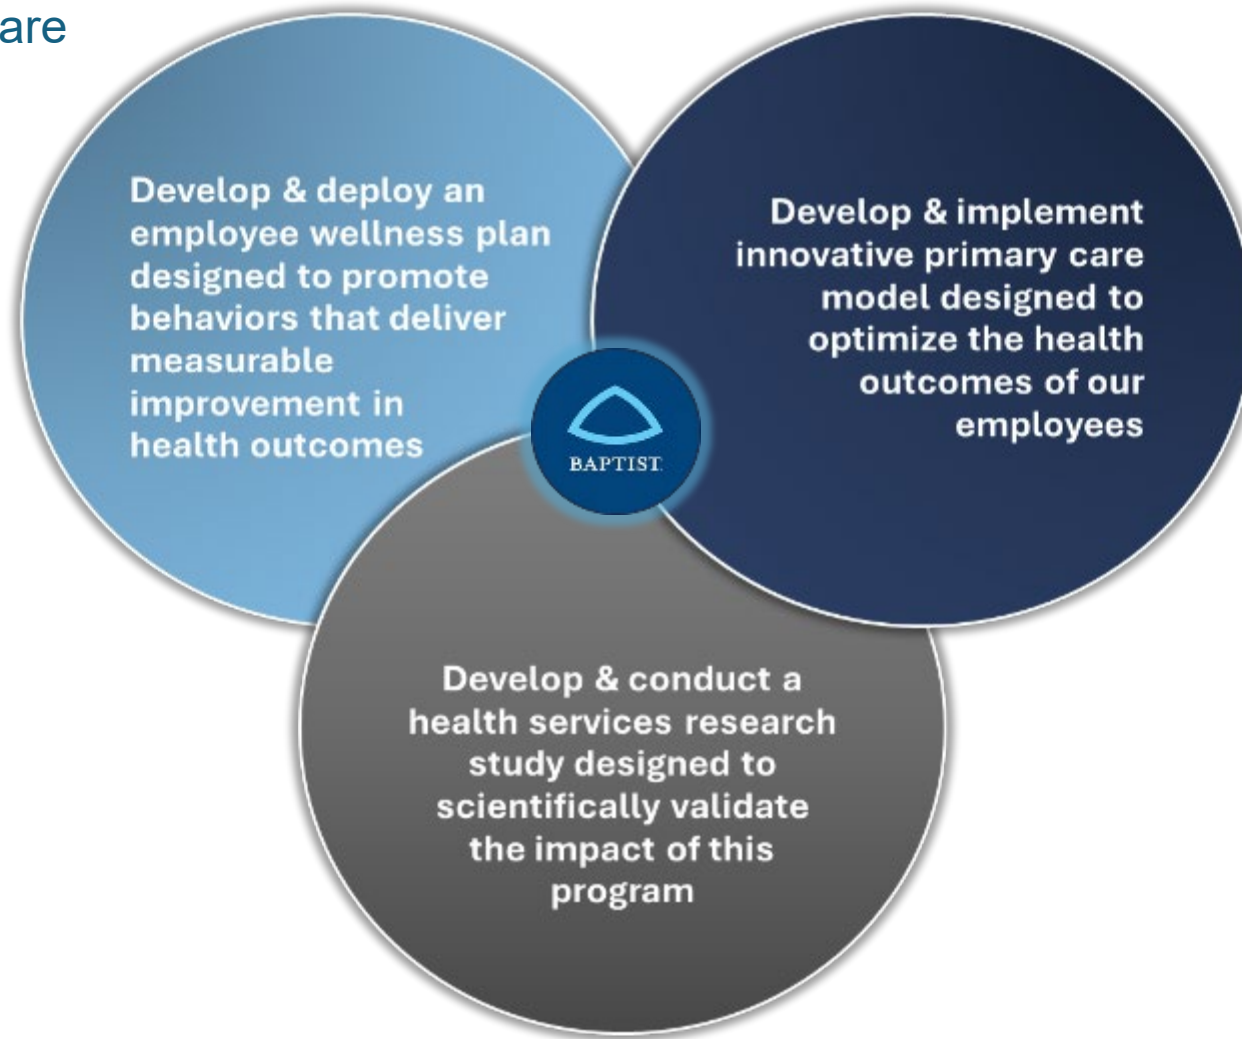 are
Develop & deploy an
employee wellness plan
designed to promote
behaviors that deliver
measurable
improvement in
health outcomes
Develop & implement
innovative primary care
model designed to
optimize the health
outcomes of our
employees
BAPTIST
Develop & conduct a
health services research
study designed to
scientifically validate
the impact of this
program